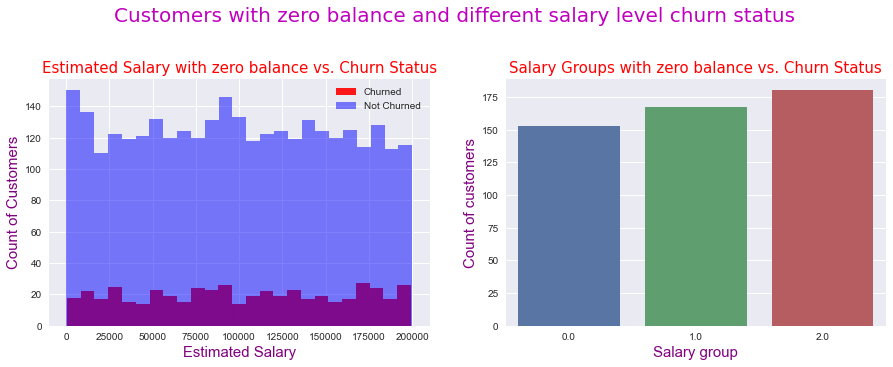 Customers with zero balance and different salary level churn status
Estimated Salary with zero balance vs. Churn Status
Churned
Not Churned
Count of Customers
140
120
100
80
60
40
20
0
0 25000 50000 75000 100000 125000 150000 175000 200000
Estimated Salary
Salary Groups with zero balance vs. Churn Status
Count of customers
175
150
125
100
75
50
25
0
0.0 1.0 2.0
Salary group